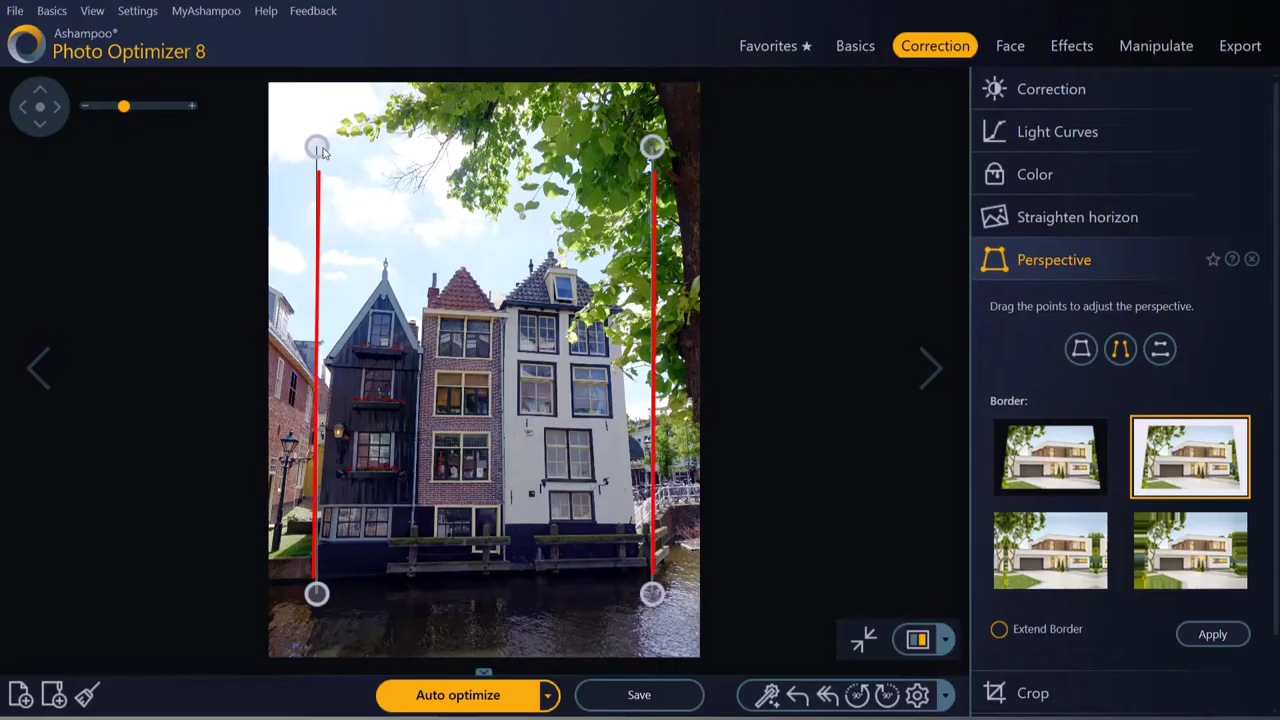 File Basics View Settings MyAshampoo Help Feedback
Ashampoo®
Photo Optimizer 8
Favorites ★ Basics Correction Face Effects Manipulate Export
Correction
Light Curves
Color
Straighten horizon
Perspective
Drag the points to adjust the perspective.
Border:
Extend Border
Apply
Auto optimize
Save
90°
90°
Crop